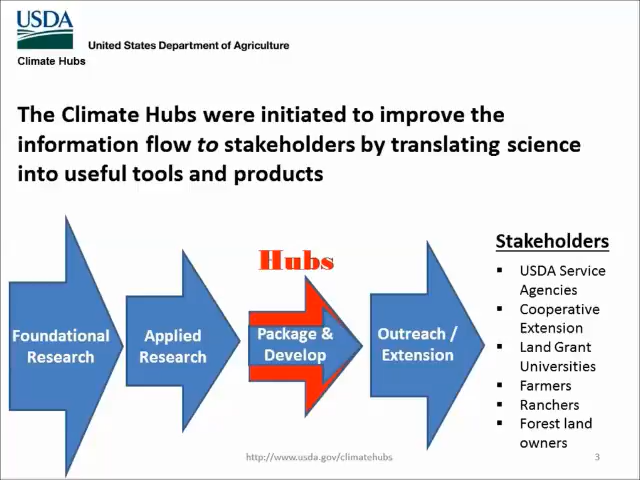 USDA
United States Department of Agriculture
Climate Hubs
The Climate Hubs were initiated to improve the
information flow to stakeholders by translating science
into useful tools and products
Hubs
Foundational
Research
Applied
Research
Package &
Develop
Outreach /
Extension
Stakeholders
▪ USDA Service
Agencies
▪ Cooperative
Extension
▪ Land Grant
Universities
▪ Farmers
▪ Ranchers
▪ Forest land
owners
http://www.usda.gov/climatehubs
3